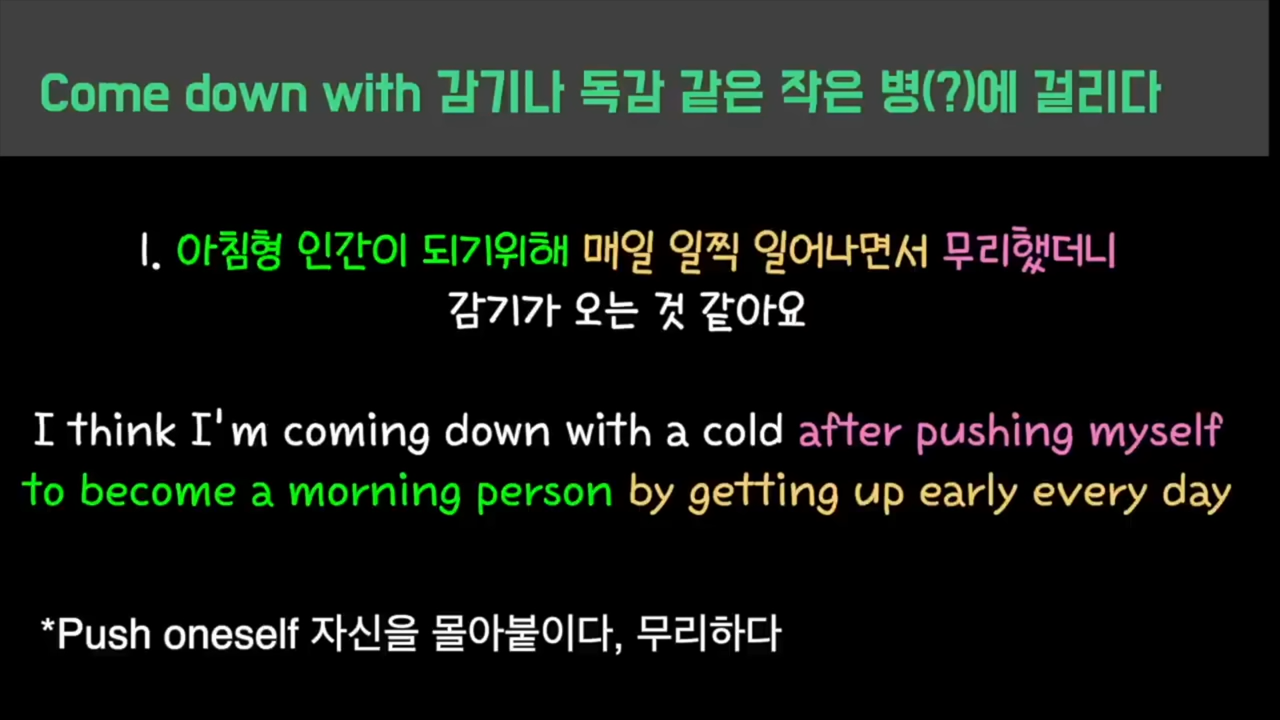 Come down with 감기나 독감 같은 작은 병(?)에 걸리다
1. 아침형 인간이 되기위해 매일 일찍 일어나면서 무리했더니
감기가 오는 것 같아요
I think I'm coming down with a cold after pushing myself
to become a morning person by getting up early every day
*Push oneself 자신을 몰아붙이다, 무리하다